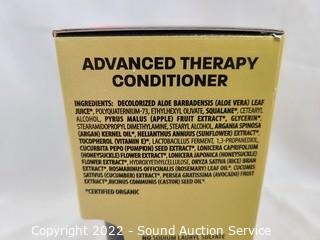 ADVANCED THERAPY
CONDITIONER
INGREDIENTS: DECOLORIZED ALOE BARBADENSIS (ALOE VERA) LEAF
JUICE*, POLYQUATERNIUM-73, ETHYLHEXYL OLIVATE, SQUALANE*, CETEARYL
ALCOHOL, PYRUS MALUS (APPLE) FRUIT EXTRACT*, GLYCERIN*,
STEARAMIDOPROPYL DIMETHYLAMINE, STEARYL ALCOHOL, ARGANIA SPINOSA
(ARGAN) KERNEL OIL*, HELIANTHUS ANNUUS (SUNFLOWER) EXTRACT*,
TOCOPHEROL (VITAMIN E)*, LACTOBACILLUS FERMENT, 1,3-PROPANEDIOL,
CUCURBITA PEPO (PUMPKIN) SEED EXTRACT*, LONICERA CAPRIFOLIUM
(HONEYSUCKLE) FLOWER EXTRACT*, LONICERA JAPONICA (HONEYSUCKLE)
FLOWER EXTRACT*, HYDROXYETHYLCELLULOSE, ORYZA SATIVA (RICE) BRAN
EXTRACT*, ROSMARINUS OFFICINALIS (ROSEMARY) LEAF OIL*, CUCUMIS
SATIVUS (CUCUMBER) EXTRACT*, PERSEA GRATISSIMA (AVOCADO) FRUIT
EXTRACT*, RICINUS COMMUNIS (CASTOR) SEED OIL*.
*CERTIFIED ORGANIC
NO SODIUM LAURYL SULFATE
Copyright 2022 - Sound Auction Service